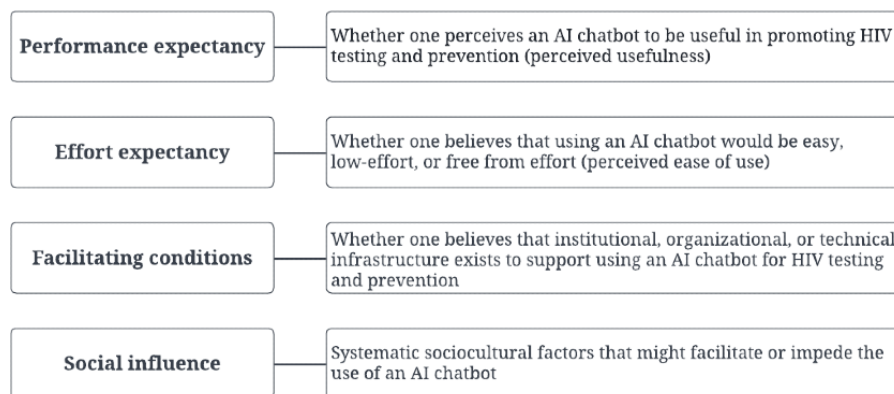 Performance expectancy
Whether one perceives an AI chatbot to be useful in promoting HIV
testing and prevention (perceived usefulness)
Effort expectancy
Whether one believes that using an AI chatbot would be easy,
low-effort, or free from effort (perceived ease of use)
Facilitating conditions
Whether one believes that institutional, organizational, or technical
infrastructure exists to support using an AI chatbot for HIV testing
and prevention
Social influence
Systematic sociocultural factors that might facilitate or impede the
use of an AI chatbot